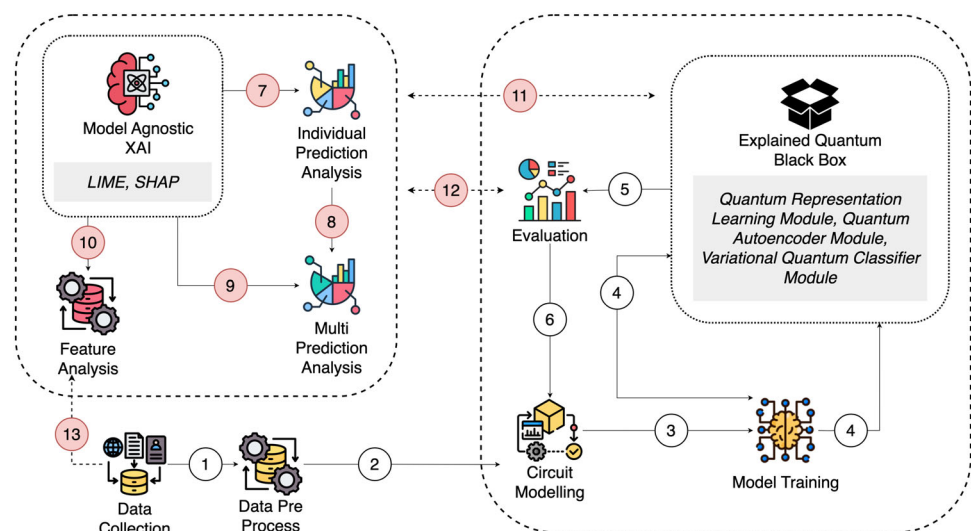 7
Model Agnostic
XAI
LIME, SHAP
Individual
Prediction
Analysis
8
10
9
Feature
Analysis
Multi
Prediction
Analysis
13
1
2
Data
Collection
Data Pre
Process
11
12
Explained Quantum
Black Box
Quantum Representation
Learning Module, Quantum
Autoencoder Module,
Variational Quantum Classifier
Module
5
Evaluation
4
6
3
4
Circuit
Modelling
Model Training